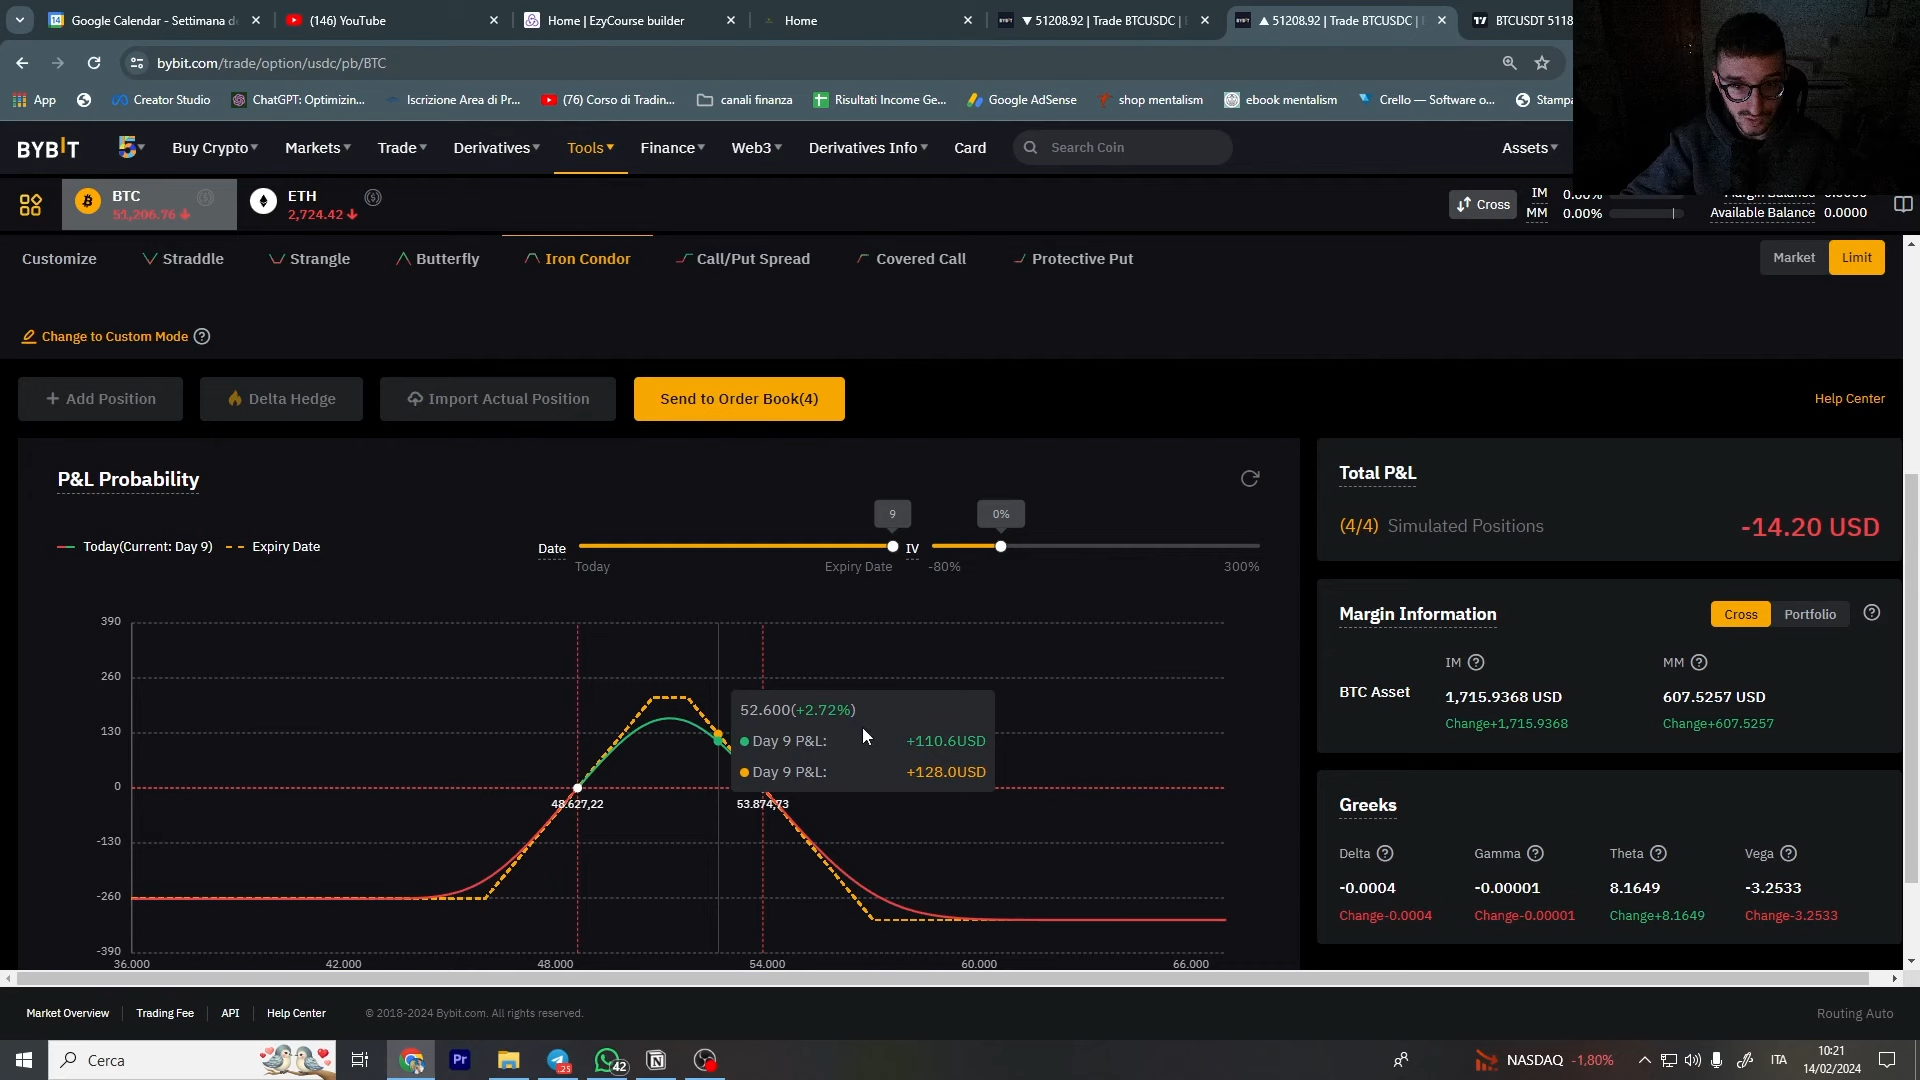 Google Calendar - Settimana d
(146) YouTube
Home | EzyCourse builder
Home
▼ 51208.92 | Trade BTCUSDC |
▲ 51208.92 | Trade BTCUSDC |
BTCUSDT 5118
bybit.com/trade/option/usdc/pb/BTC
App
Creator Studio
ChatGPT: Optimizin...
Iscrizione Area di Pr...
(76) Corso di Tradin...
canali finanza
Risultati Income Ge...
Google AdSense
shop mentalism
ebook mentalism
Crello — Software o...
Stampa
BYBIT
Buy Crypto
Markets
Trade
Derivatives
Tools
Finance
Web3
Derivatives Info
Card
Search Coin
Assets
BTC
51,206.76
ETH
2,724.42
Cross
IM 0.00%
MM 0.00%
Margin Balance 0.0000
Available Balance 0.0000
Customize
Straddle
Strangle
Butterfly
Iron Condor
Call/Put Spread
Covered Call
Protective Put
Market
Limit
Change to Custom Mode
+ Add Position
Delta Hedge
Import Actual Position
Send to Order Book(4)
Help Center
P&L Probability
Today(Current: Day 9)
Expiry Date
Date
9
Today
Expiry Date
IV
0%
-80%
300%
390
260
130
0
-130
-260
-390
36.000
42.000
48.000
54.000
60.000
66.000
48.627,22
53.874,73
52.600(+2.72%)
Day 9 P&L: +110.6USD
Day 9 P&L: +128.0USD
Total P&L
(4/4) Simulated Positions
-14.20 USD
Margin Information
Cross
Portfolio
IM
MM
BTC Asset
1,715.9368 USD
607.5257 USD
Change+1,715.9368
Change+607.5257
Greeks
Delta
Gamma
Theta
Vega
-0.0004
-0.00001
8.1649
-3.2533
Change-0.0004
Change-0.00001
Change+8.1649
Change-3.2533
Market Overview
Trading Fee
API
Help Center
© 2018-2024 Bybit.com. All rights reserved.
Routing Auto
Cerca
Pr
25
42
NASDAQ -1,80%
ITA
10:21
14/02/2024